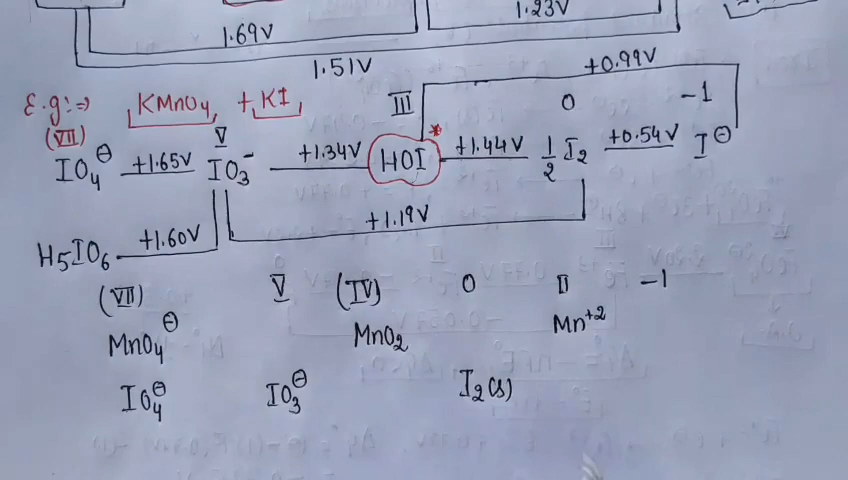 1.23V
1.69V
1.51V
+0.99V
E.g:⇒ KMnO₄, + KI III 0 -1
(VII) V *
IO₄⊖ +1.65V IO₃⁻ +1.34V HOI +1.44V ½ I₂ +0.54V I⊖
+1.19V
H₅IO₆ +1.60V
(VII) V (IV) 0 II -1
MnO₄⊖ MnO₂ Mn⁺²
IO₄⊖ IO₃⊖ I₂(s)